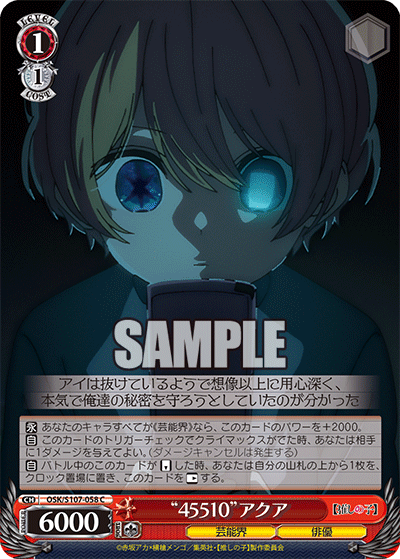 LEVEL
1
1
COST
SAMPLE
アイは抜けているようで想像以上に用心深く、
本気で俺達の秘密を守ろうとしていたのが分かった
永 あなたのキャラすべてが《芸能界》なら、このカードのパワーを+2000。
自 このカードのトリガーチェックでクライマックスがでた時、あなたは相手
に1ダメージを与えてよい。(ダメージキャンセルは発生する)
自 バトル中のこのカードが した時、あなたは自分の山札の上から1枚を、
クロック置場に置き、このカードを する。
CH OSK/S107-058 C
6000
“45510”アクア
【推しの子】
芸能界
俳優
©赤坂アカ×横槍メンゴ/集英社・【推しの子】製作委員会